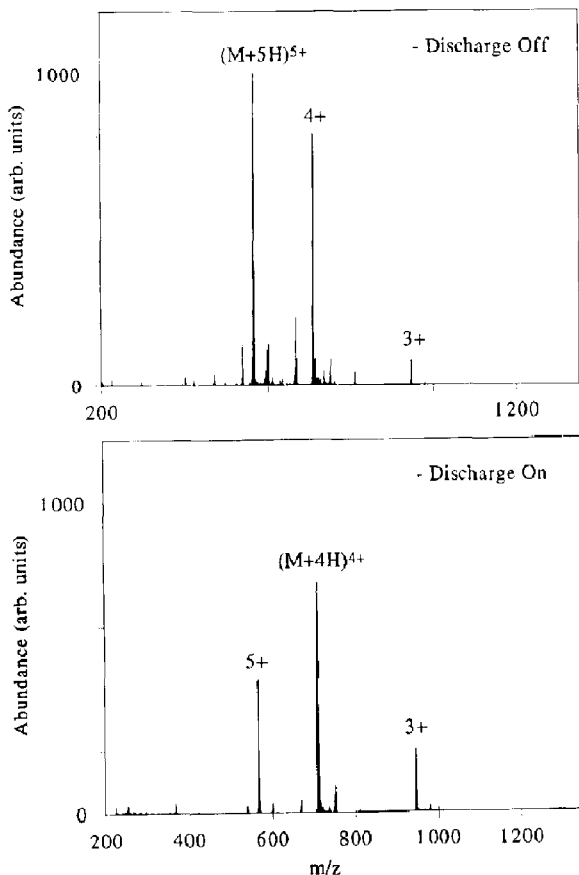 - Discharge Off
(M+5H)5+
1000
4+
Abundance (arb. units)
3+
0
200
1200
- Discharge On
1000
(M+4H)4+
Abundance (arb. units)
5+
3+
0
200
400
600
800
1000
1200
m/z